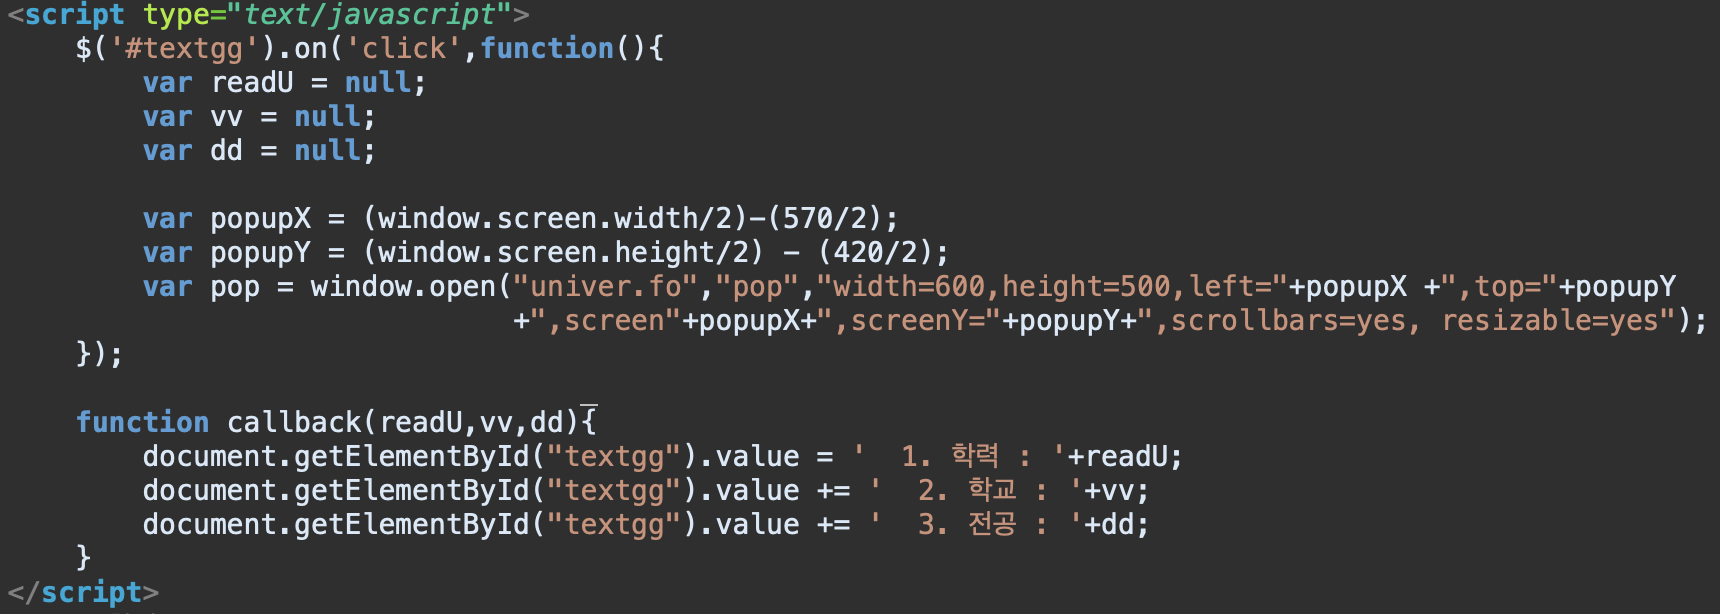 <script type="text/javascript">
    $('#textgg').on('click',function(){
        var readU = null;
        var vv = null;
        var dd = null;

        var popupX = (window.screen.width/2)-(570/2);
        var popupY = (window.screen.height/2) - (420/2);
        var pop = window.open("univer.fo","pop","width=600,height=500,left="+popupX +",top="+popupY
                              +",screen"+popupX+",screenY="+popupY+",scrollbars=yes, resizable=yes");
    });

    function callback(readU,vv,dd){
        document.getElementById("textgg").value = '  1. 학력 : '+readU;
        document.getElementById("textgg").value += '  2. 학교 : '+vv;
        document.getElementById("textgg").value += '  3. 전공 : '+dd;
    }
</script>